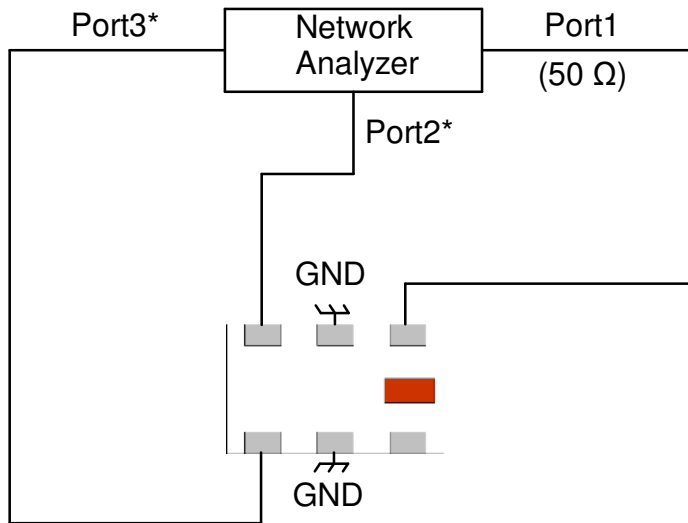 Port3*
Network
Analyzer
Port1
(50 Ω)
Port2*
GND
GND